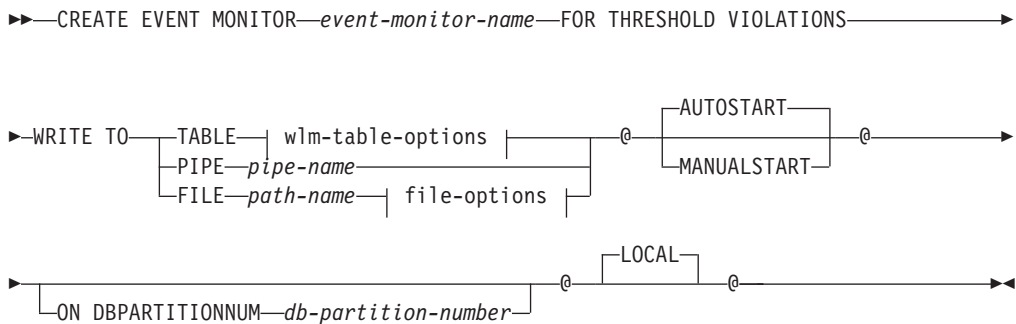 CREATE EVENT MONITOR event-monitor-name FOR THRESHOLD VIOLATIONS
AUTOSTART
WRITE TO TABLE wlm-table-options @ @
PIPE pipe-name MANUALSTART
FILE path-name file-options
LOCAL
@ @
ON DBPARTITIONNUM db-partition-number